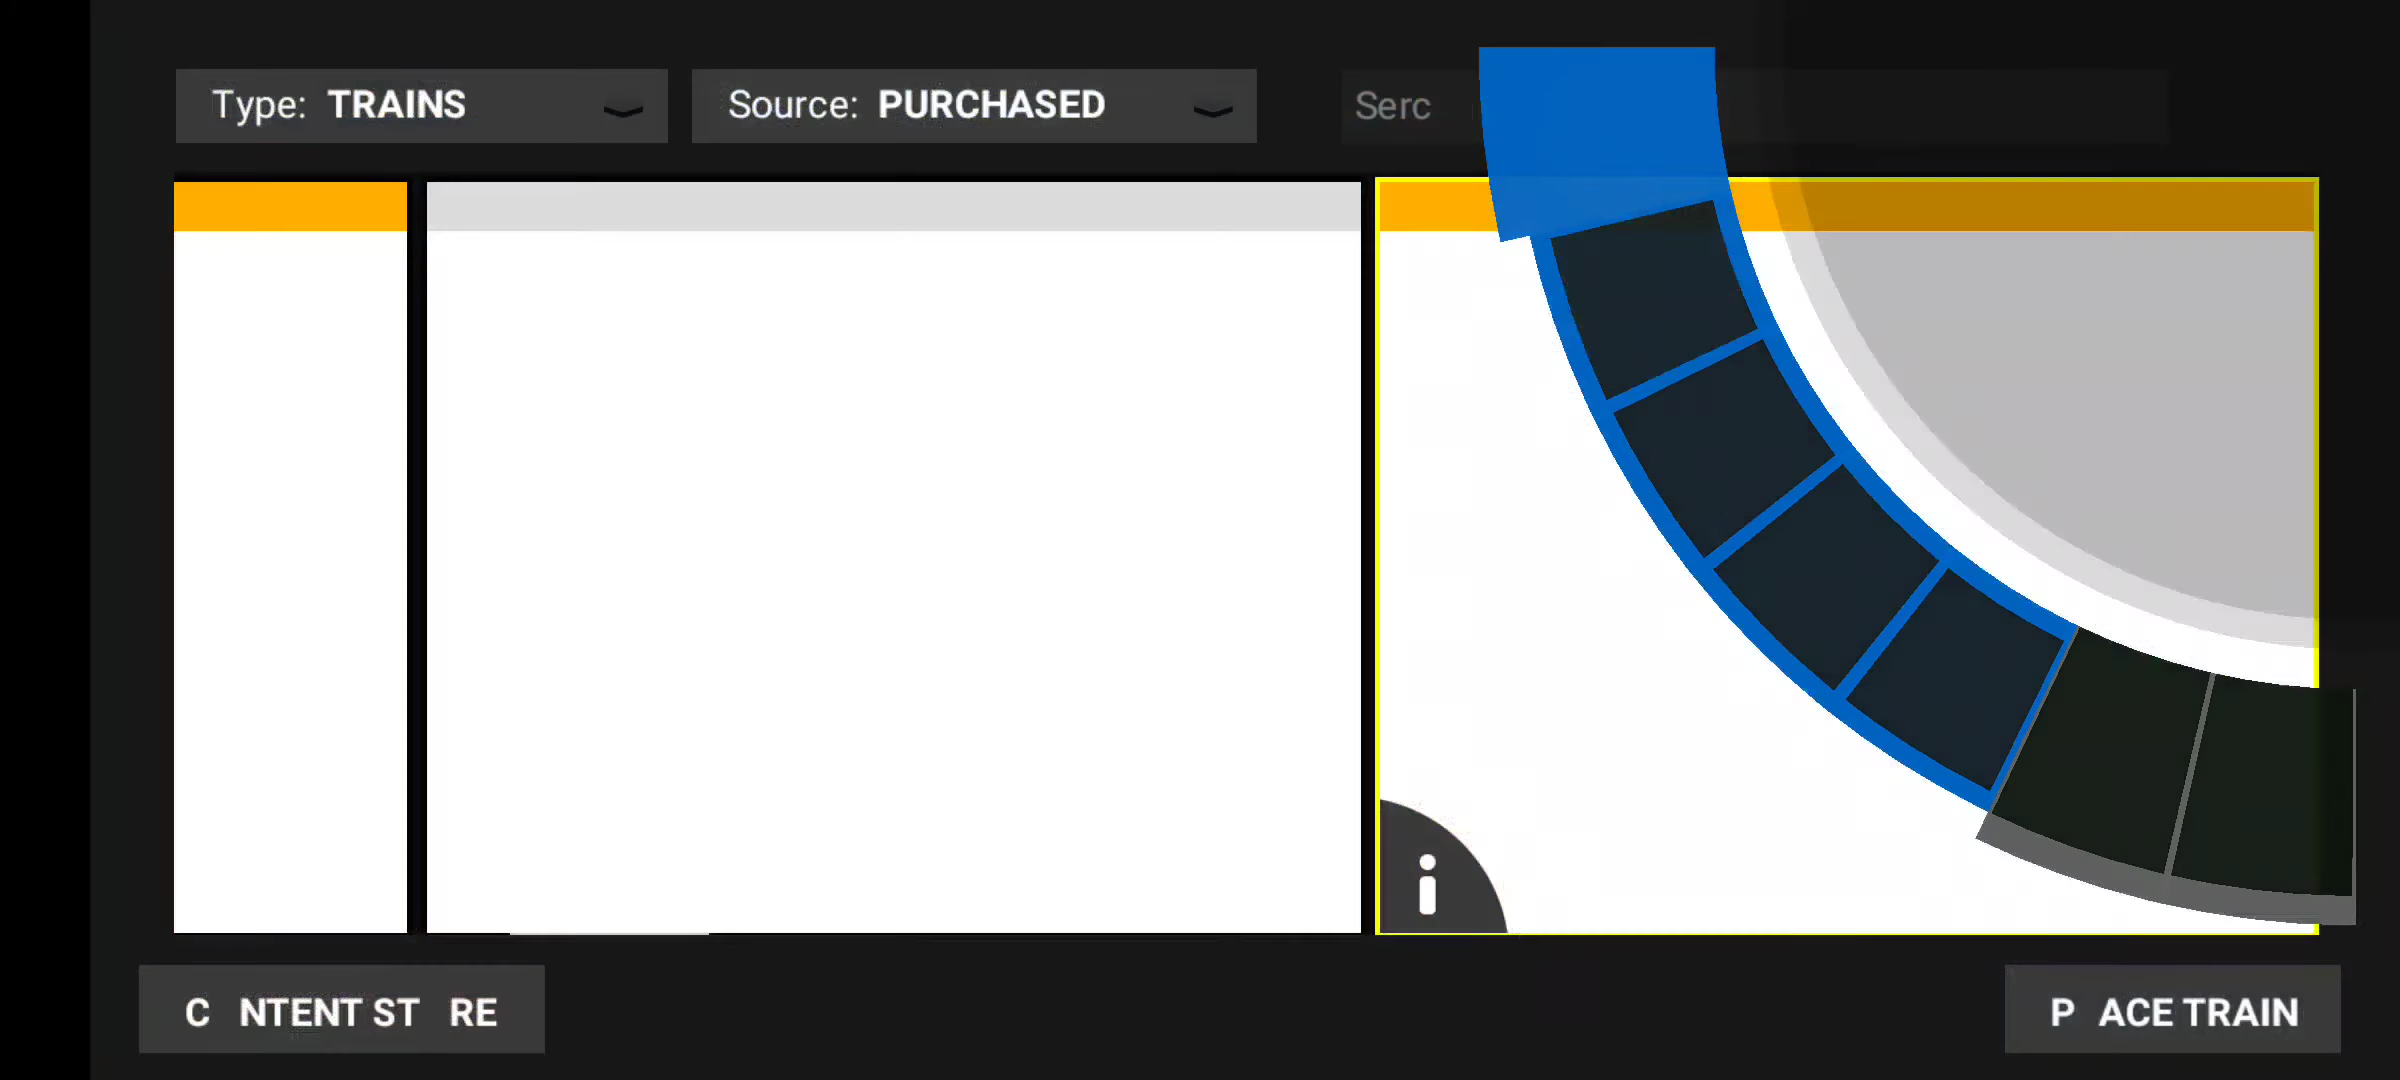 Type: TRAINS
Source: PURCHASED
Serc
i
C NTENT ST RE
P ACE TRAIN